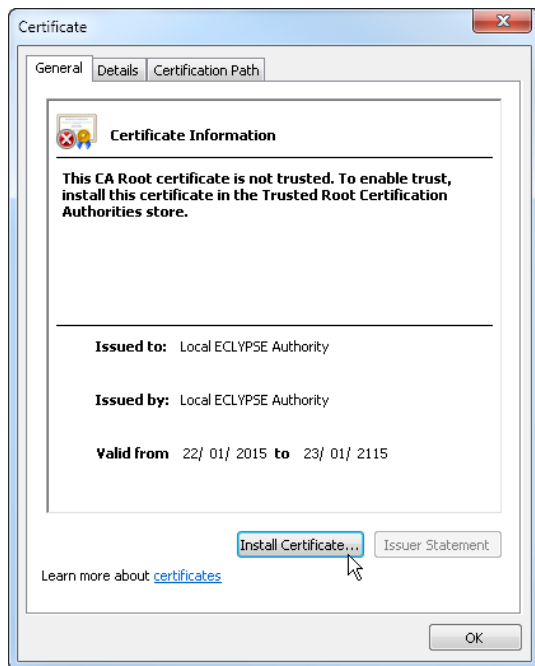 Certificate
General Details Certification Path
Certificate Information
This CA Root certificate is not trusted. To enable trust,
install this certificate in the Trusted Root Certification
Authorities store.
Issued to: Local ECLYPSE Authority
Issued by: Local ECLYPSE Authority
Valid from 22/ 01/ 2015 to 23/ 01/ 2115
Install Certificate... Issuer Statement
Learn more about certificates
OK